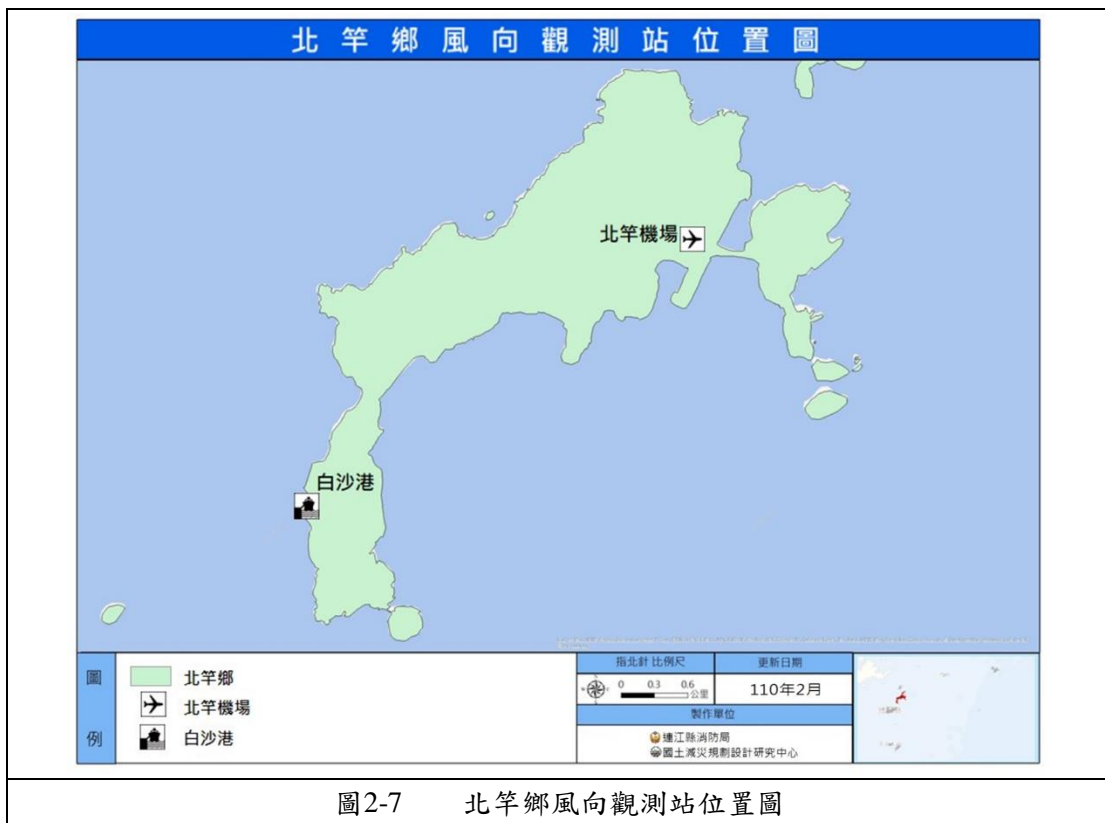 北竿鄉風向觀測站位置圖
北竿機場
白沙港
圖例
北竿鄉
北竿機場
白沙港
指北針 比例尺
0 0.3 0.6
公里
更新日期
110年2月
製作單位
連江縣消防局
國土減災規劃設計研究中心
圖2-7 北竿鄉風向觀測站位置圖